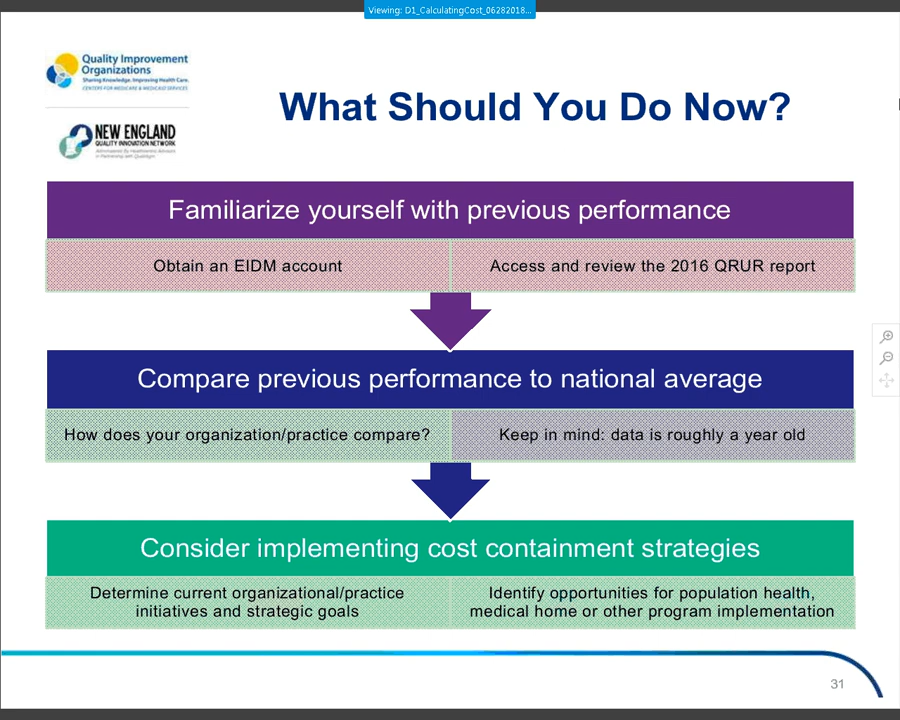 Viewing: D1_CalculatingCost_06282018...
Quality Improvement
Organizations
Sharing Knowledge. Improving Health Care.
CENTERS FOR MEDICARE & MEDICAID SERVICES
What Should You Do Now?
NEW ENGLAND
QUALITY INNOVATION NETWORK
Familiarize yourself with previous performance
Obtain an EIDM account
Access and review the 2016 QRUR report
Compare previous performance to national average
How does your organization/practice compare?
Keep in mind: data is roughly a year old
Consider implementing cost containment strategies
Determine current organizational/practice
initiatives and strategic goals
Identify opportunities for population health,
medical home or other program implementation
31